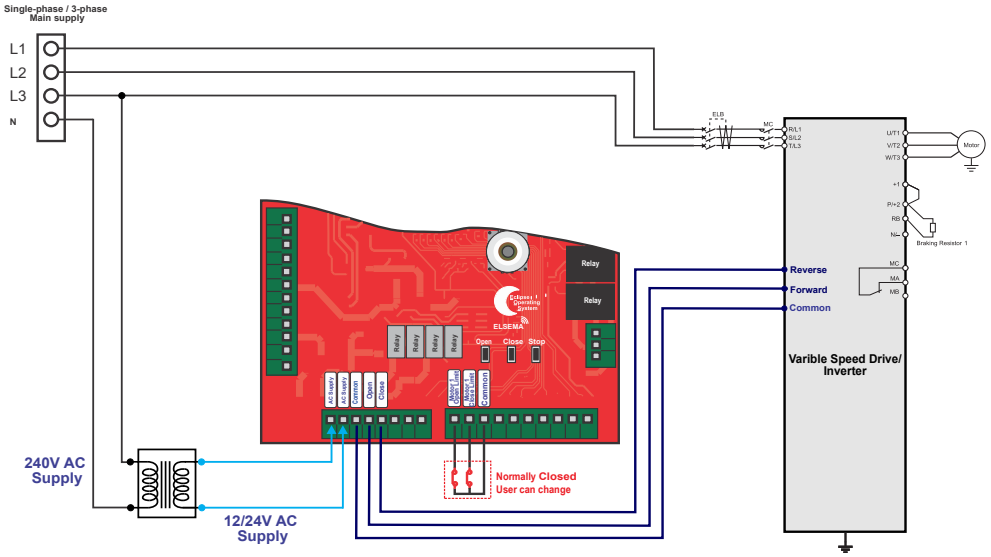 Single-phase / 3-phase
Main supply
L1
L2
L3
N
ELB
MC
R/L1
S/L2
T/L3
U/T1
V/T2
W/T3
Motor
+1
P/+2
RB
N/-
Braking Resistor 1
MC
MA
MB
Reverse
Forward
Common
Varible Speed Drive/
Inverter
Relay
Relay
Eclipse
Operating
System
ELSEMA
Open
Close
Stop
Relay
Relay
Relay
Relay
AC Supply
AC Supply
Common
Open
Close
Motor 1
Open Limit
Motor 1
Close Limit
Common
Normally Closed
User can change
240V AC
Supply
12/24V AC
Supply